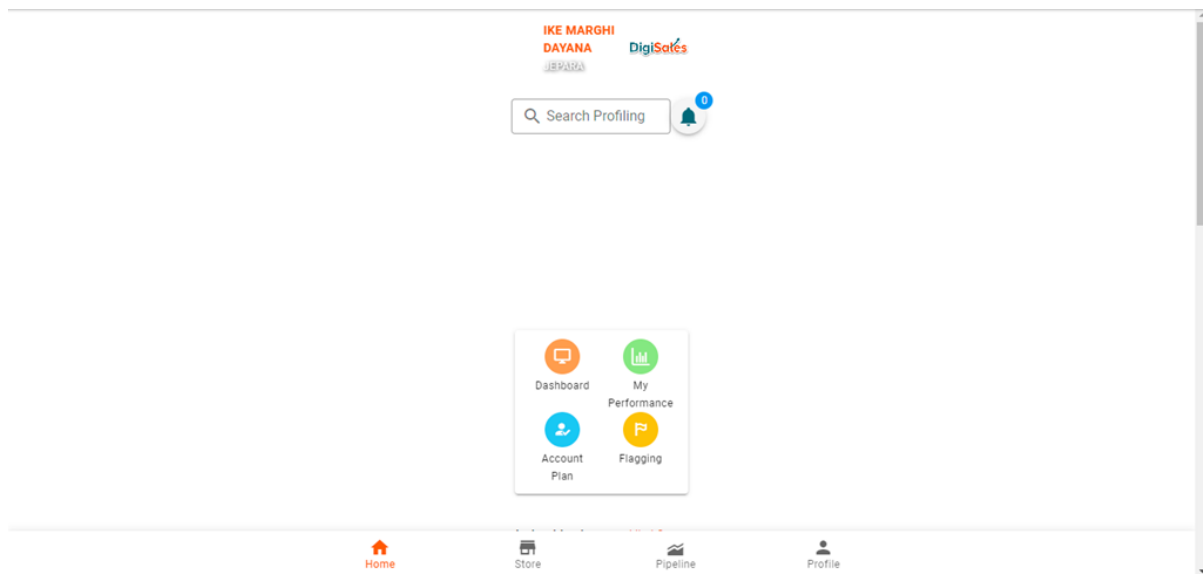 IKE MARGHI
DAYANA
JEPARA
DigiSales
Search Profiling
0
Dashboard
My
Performance
Account
Plan
Flagging
Home
Store
Pipeline
Profile